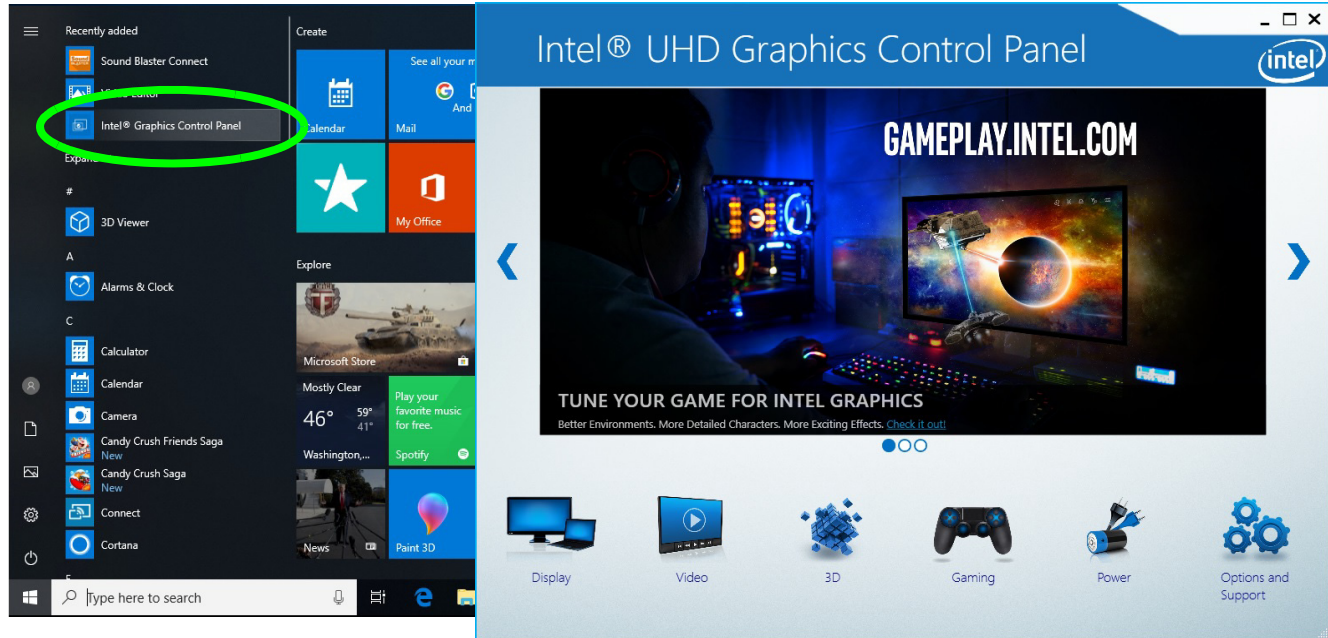 Recently added
Sound Blaster Connect
Video Editor
Intel® Graphics Control Panel
#
3D Viewer
A
Alarms & Clock
C
Calculator
Calendar
Camera
Candy Crush Friends Saga
New
Candy Crush Saga
New
Connect
Cortana
Type here to search
Create
Calendar
See all your m
And
Mail
My Office
Explore
Microsoft Store
Mostly Clear
46° 59°
41°
Washington,...
Play your
favorite music
for free.
Spotify
News
Paint 3D
Intel® UHD Graphics Control Panel
intel
GAMEPLAY.INTEL.COM
TUNE YOUR GAME FOR INTEL GRAPHICS
Better Environments. More Detailed Characters. More Exciting Effects. Check it out!
Display
Video
3D
Gaming
Power
Options and
Support